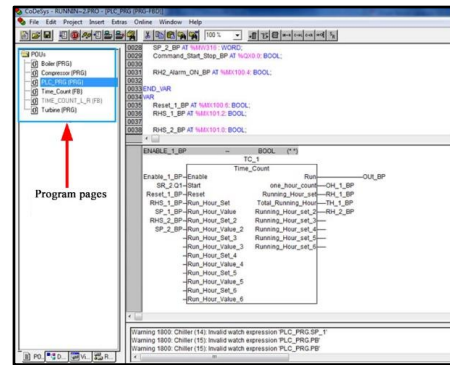 CoDeSys - RUNNIN~2.PRO - [PLC_PRG (PRG-FBD)]
File Edit Project Insert Extras Online Window Help
100 %
POUs
Boiler (PRG)
Compressor (PRG)
PLC_PRG (PRG)
Time_Count (FB)
TIME_COUNT_L_R (FB)
Turbine (PRG)
Program pages
0028 SP_2_BP AT %MW316 : WORD;
0029 Command_Start_Stop_BP AT %QX0.0: BOOL;
0030
0031 RH2_Alarm_ON_BP AT %MX100.4: BOOL;
0032
0033 END_VAR
0034 VAR
0035 Reset_1_BP AT %MX100.6: BOOL;
0036 RHS_1_BP AT %MX101.2: BOOL;
0037
0038 RHS_2_BP AT %MX101.0: BOOL;
ENABLE_1_BP – BOOL (* *)
TC_1
Time_Count
Enable_1_BP Enable Run OUt_BP
SR_2.Q1 Start one_hour_count OH_1_BP
Reset_1_BP Reset Running_Hour_set RH_1_BP
RHS_1_BP Run_Hour_Set Total_Running_Hour TH_1_BP
SP_1_BP Run_Hour_Value Running_Hour_set_2 RH_2_BP
RHS_2_BP Run_Hour_Set_2 Running_Hour_set_3
SP_2_BP Run_Hour_Value_2 Running_Hour_set_4
Run_Hour_Set_3 Running_Hour_set_5
Run_Hour_Value_3 Running_Hour_set_6
Run_Hour_Set_4
Run_Hour_Value_4
Run_Hour_Set_5
Run_Hour_Value_5
Run_Hour_Set_6
Run_Hour_Value_6
Warning 1800: Chiller (14): Invalid watch expression 'PLC_PRG.SP_1'
Warning 1800: Chiller (15): Invalid watch expression 'PLC_PRG.PB'
Warning 1800: Chiller (15): Invalid watch expression 'PLC_PRG.PB'
PO.. D... Vi... R...